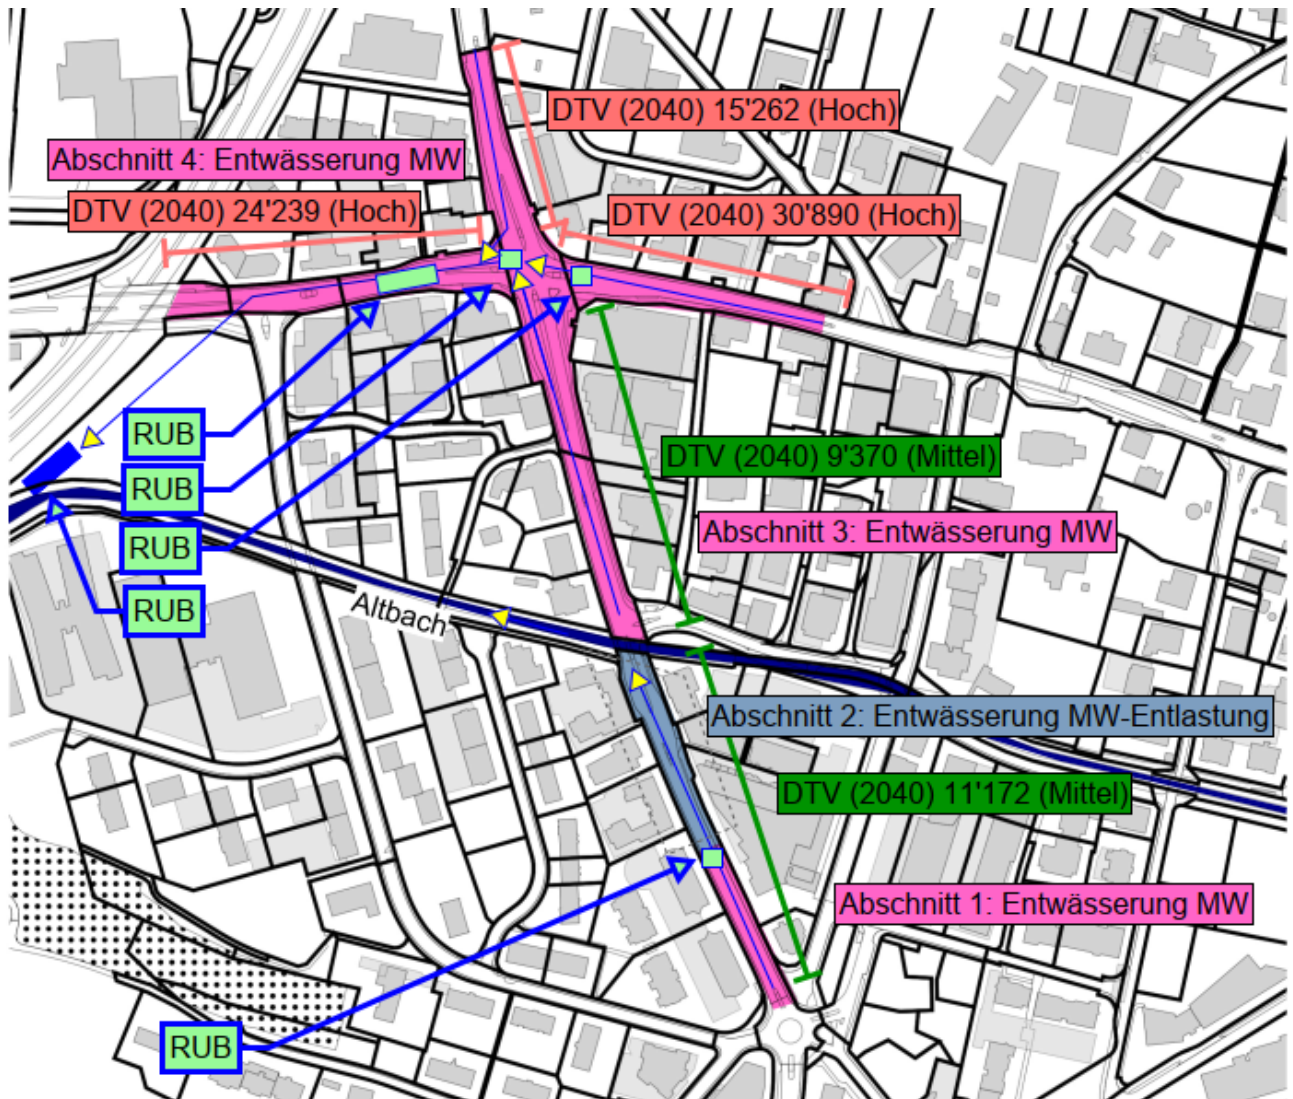 DTV (2040) 15'262 (Hoch)
Abschnitt 4: Entwässerung MW
DTV (2040) 24'239 (Hoch)
DTV (2040) 30'890 (Hoch)
RUB
DTV (2040) 9'370 (Mittel)
RUB
Abschnitt 3: Entwässerung MW
RUB
RUB
Altbach
Abschnitt 2: Entwässerung MW-Entlastung
DTV (2040) 11'172 (Mittel)
Abschnitt 1: Entwässerung MW
RUB